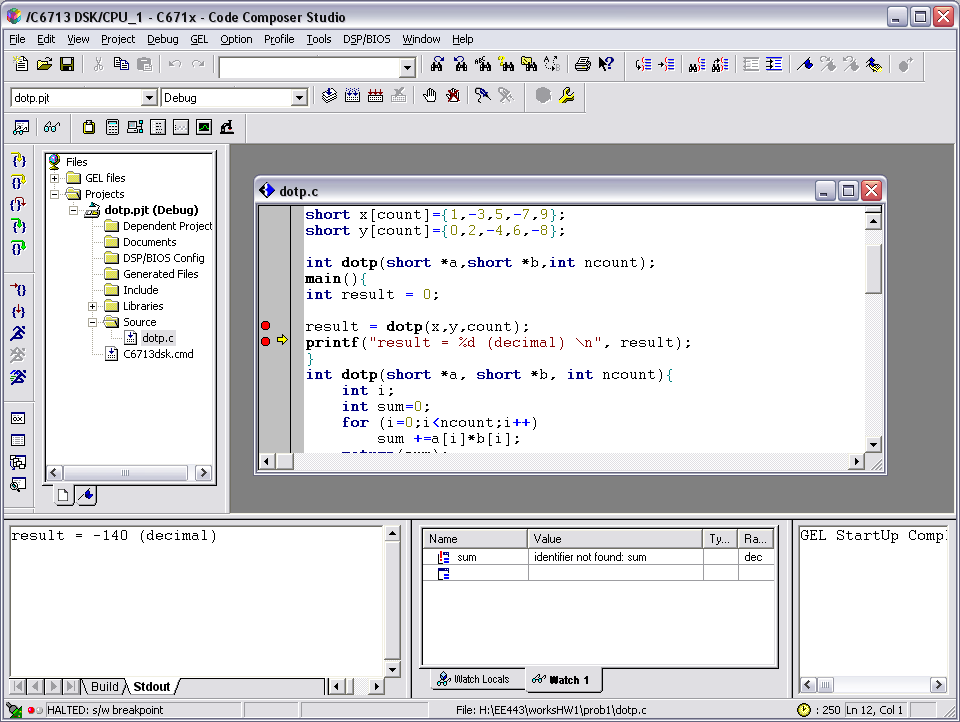 /C6713 DSK/CPU_1 - C671x - Code Composer Studio
File Edit View Project Debug GEL Option Profile Tools DSP/BIOS Window Help
dotp.pjt Debug
Files
GEL files
Projects
dotp.pjt (Debug)
Dependent Project
Documents
DSP/BIOS Config
Generated Files
Include
Libraries
Source
dotp.c
C6713dsk.cmd
dotp.c
short x[count]={1,-3,5,-7,9};
short y[count]={0,2,-4,6,-8};
int dotp(short *a,short *b,int ncount);
main(){
int result = 0;
result = dotp(x,y,count);
printf("result = %d (decimal) \n", result);
}
int dotp(short *a, short *b, int ncount){
int i;
int sum=0;
for (i=0;i<ncount;i++)
sum +=a[i]*b[i];
return(sum);
result = -140 (decimal)
Build Stdout
Name Value Ty... Ra...
sum identifier not found: sum dec
Watch Locals Watch 1
GEL StartUp Compl
HALTED: s/w breakpoint
File: H:\EE443\worksHW1\prob1\dotp.c
: 250 Ln 12, Col 1